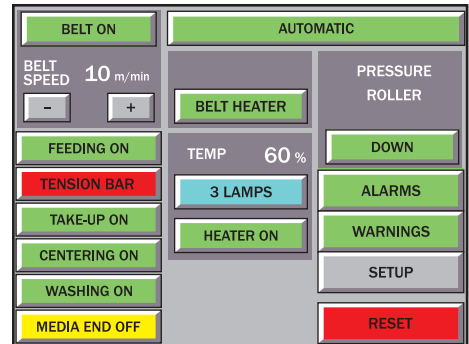 BELT ON
AUTOMATIC
BELT
SPEED
10 m/min
-
+
BELT HEATER
PRESSURE
ROLLER
DOWN
FEEDING ON
TENSION BAR
TAKE-UP ON
CENTERING ON
WASHING ON
MEDIA END OFF
TEMP 60 %
3 LAMPS
HEATER ON
ALARMS
WARNINGS
SETUP
RESET